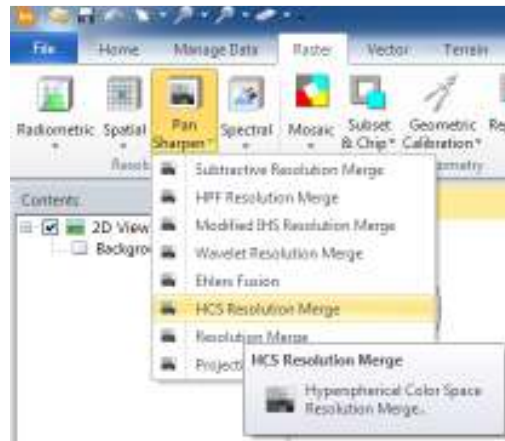 File Home Manage Data Raster Vector Terrain
Radiometric Spatial Pan Sharpen Spectral Mosaic Subset & Chip Geometric Calibration
Contents
2D View
Subtractive Resolution Merge
HPF Resolution Merge
Modified IHS Resolution Merge
Wavelet Resolution Merge
Ehlers Fusion
HCS Resolution Merge
Resolution Merge
HCS Resolution Merge
Hyperspherical Color Space
Resolution Merge.